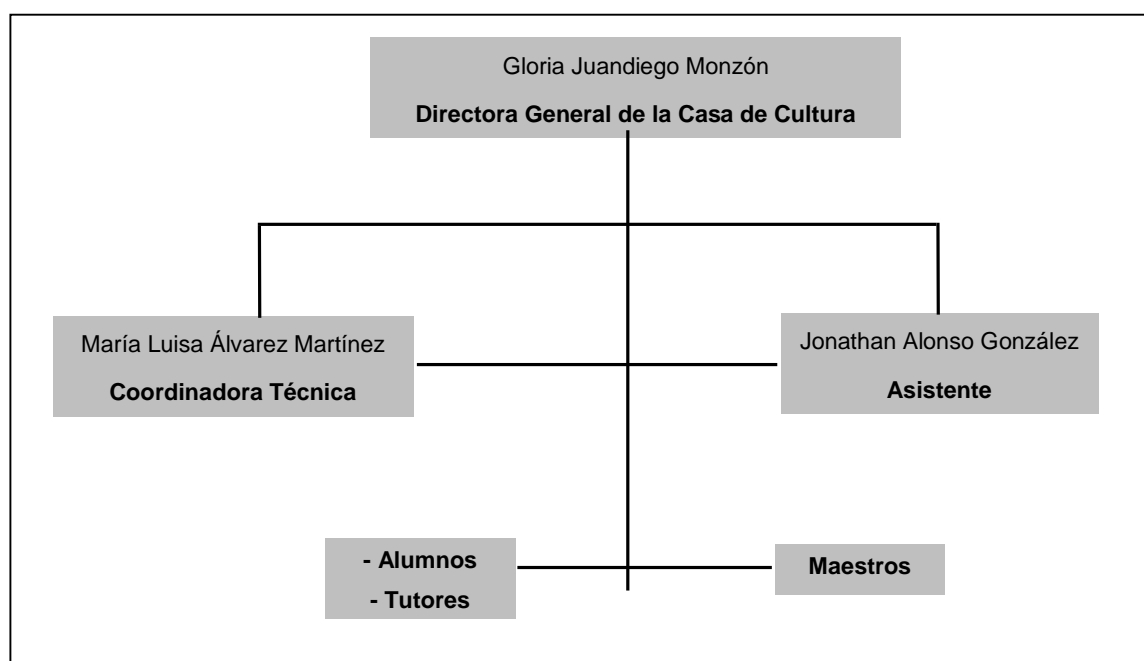 Gloria Juandiego Monzón
Directora General de la Casa de Cultura
María Luisa Álvarez Martínez
Coordinadora Técnica
Jonathan Alonso González
Asistente
- Alumnos
- Tutores
Maestros